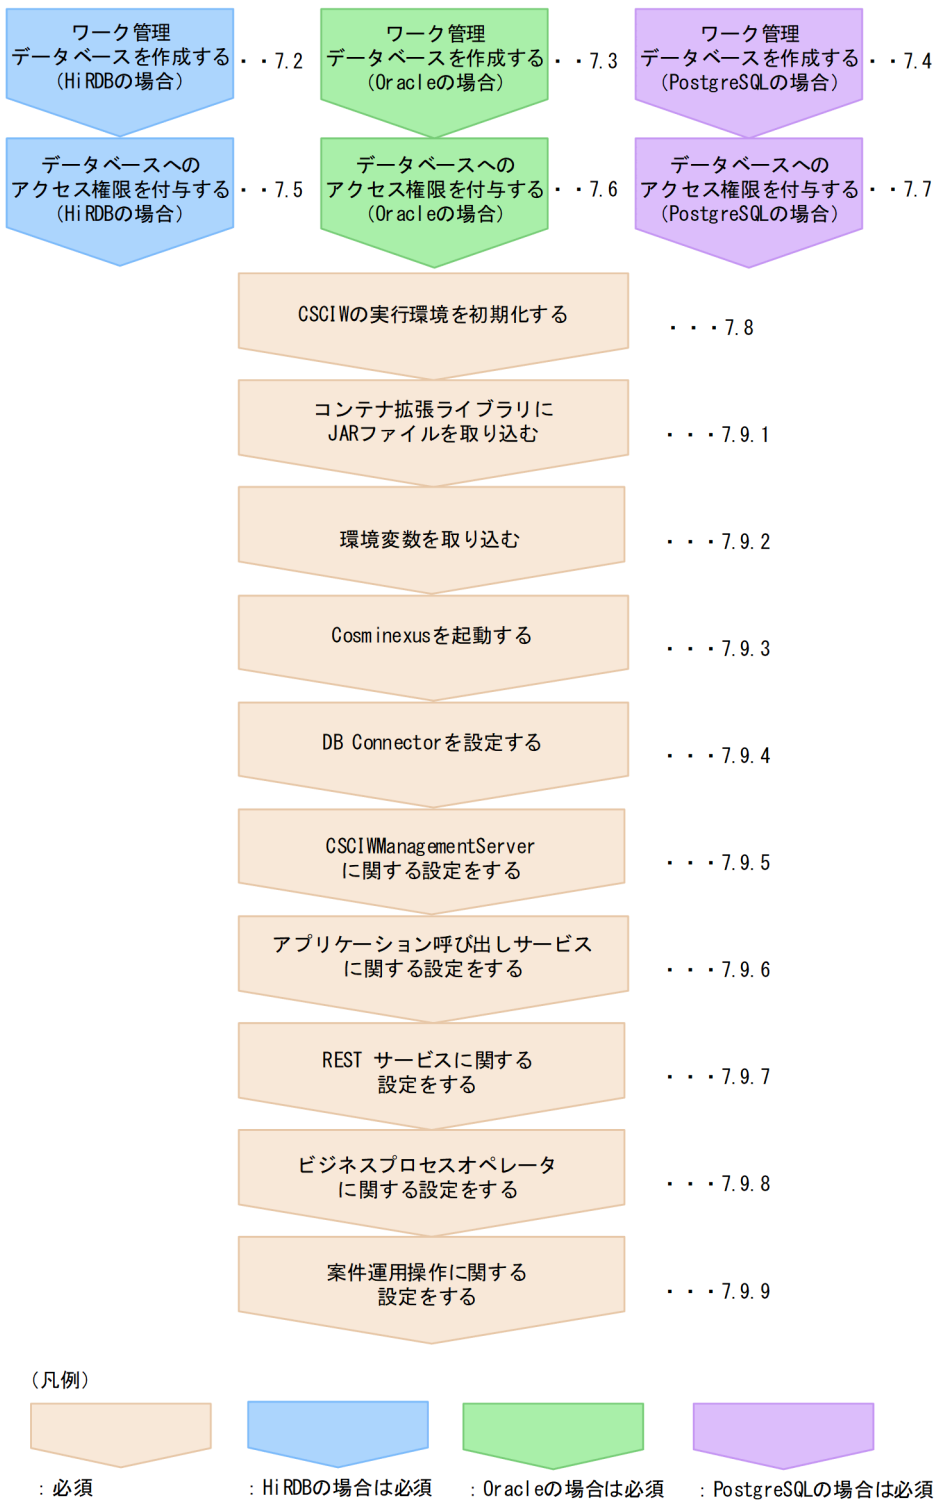 ワーク管理
データベースを作成する
(HiRDBの場合)
・・7.2
ワーク管理
データベースを作成する
(Oracleの場合)
・・7.3
ワーク管理
データベースを作成する
(PostgreSQLの場合)
・・7.4
データベースへの
アクセス権限を付与する
(HiRDBの場合)
・・7.5
データベースへの
アクセス権限を付与する
(Oracleの場合)
・・7.6
データベースへの
アクセス権限を付与する
(PostgreSQLの場合)
・・7.7
CSCIWの実行環境を初期化する
・・・7.8
コンテナ拡張ライブラリに
JARファイルを取り込む
・・・7.9.1
環境変数を取り込む
・・・7.9.2
Cosminexusを起動する
・・・7.9.3
DB Connectorを設定する
・・・7.9.4
CSCIWManagementServer
に関する設定をする
・・・7.9.5
アプリケーション呼び出しサービス
に関する設定をする
・・・7.9.6
REST サービスに関する
設定をする
・・・7.9.7
ビジネスプロセスオペレータ
に関する設定をする
・・・7.9.8
案件運用操作に関する
設定をする
・・・7.9.9
(凡例)
：必須
：HiRDBの場合は必須
：Oracleの場合は必須
：PostgreSQLの場合は必須